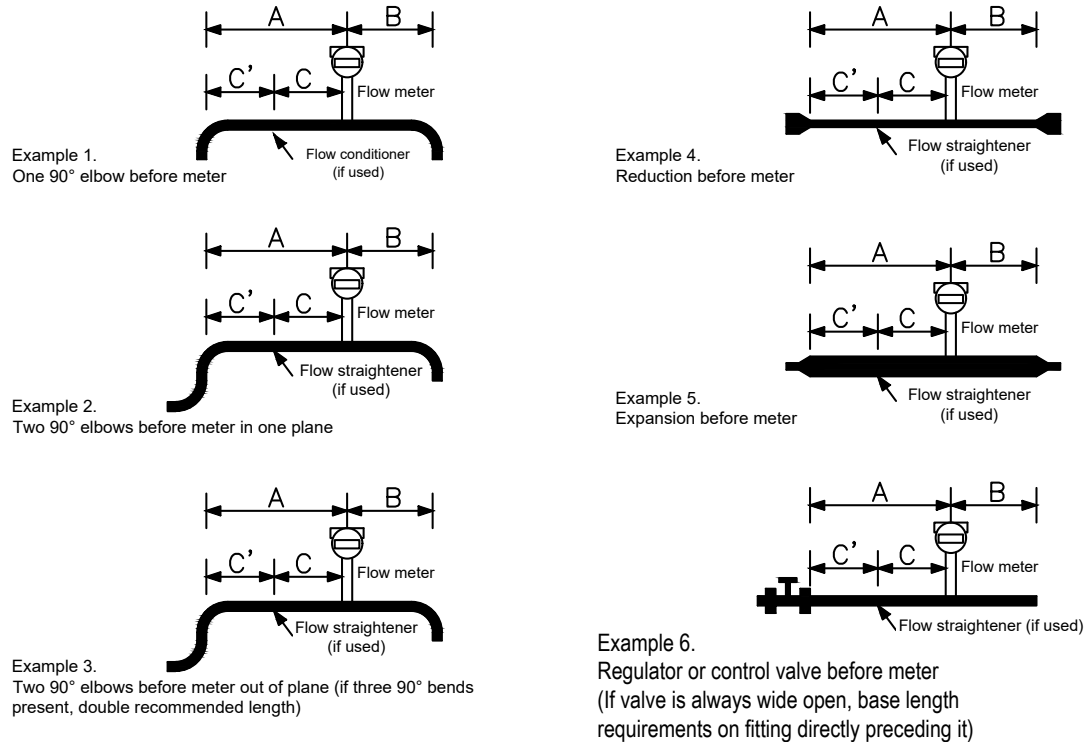 A B
C' C
Flow meter
Flow conditioner
(if used)
Example 1.
One 90° elbow before meter
A B
C' C
Flow meter
Flow straightener
(if used)
Example 2.
Two 90° elbows before meter in one plane
A B
C' C
Flow meter
Flow straightener
(if used)
Example 3.
Two 90° elbows before meter out of plane (if three 90° bends
present, double recommended length)
A B
C' C
Flow meter
Flow straightener
(if used)
Example 4.
Reduction before meter
A B
C' C
Flow meter
Flow straightener
(if used)
Example 5.
Expansion before meter
A B
C' C
Flow meter
Flow straightener (if used)
Example 6.
Regulator or control valve before meter
(If valve is always wide open, base length
requirements on fitting directly preceding it)